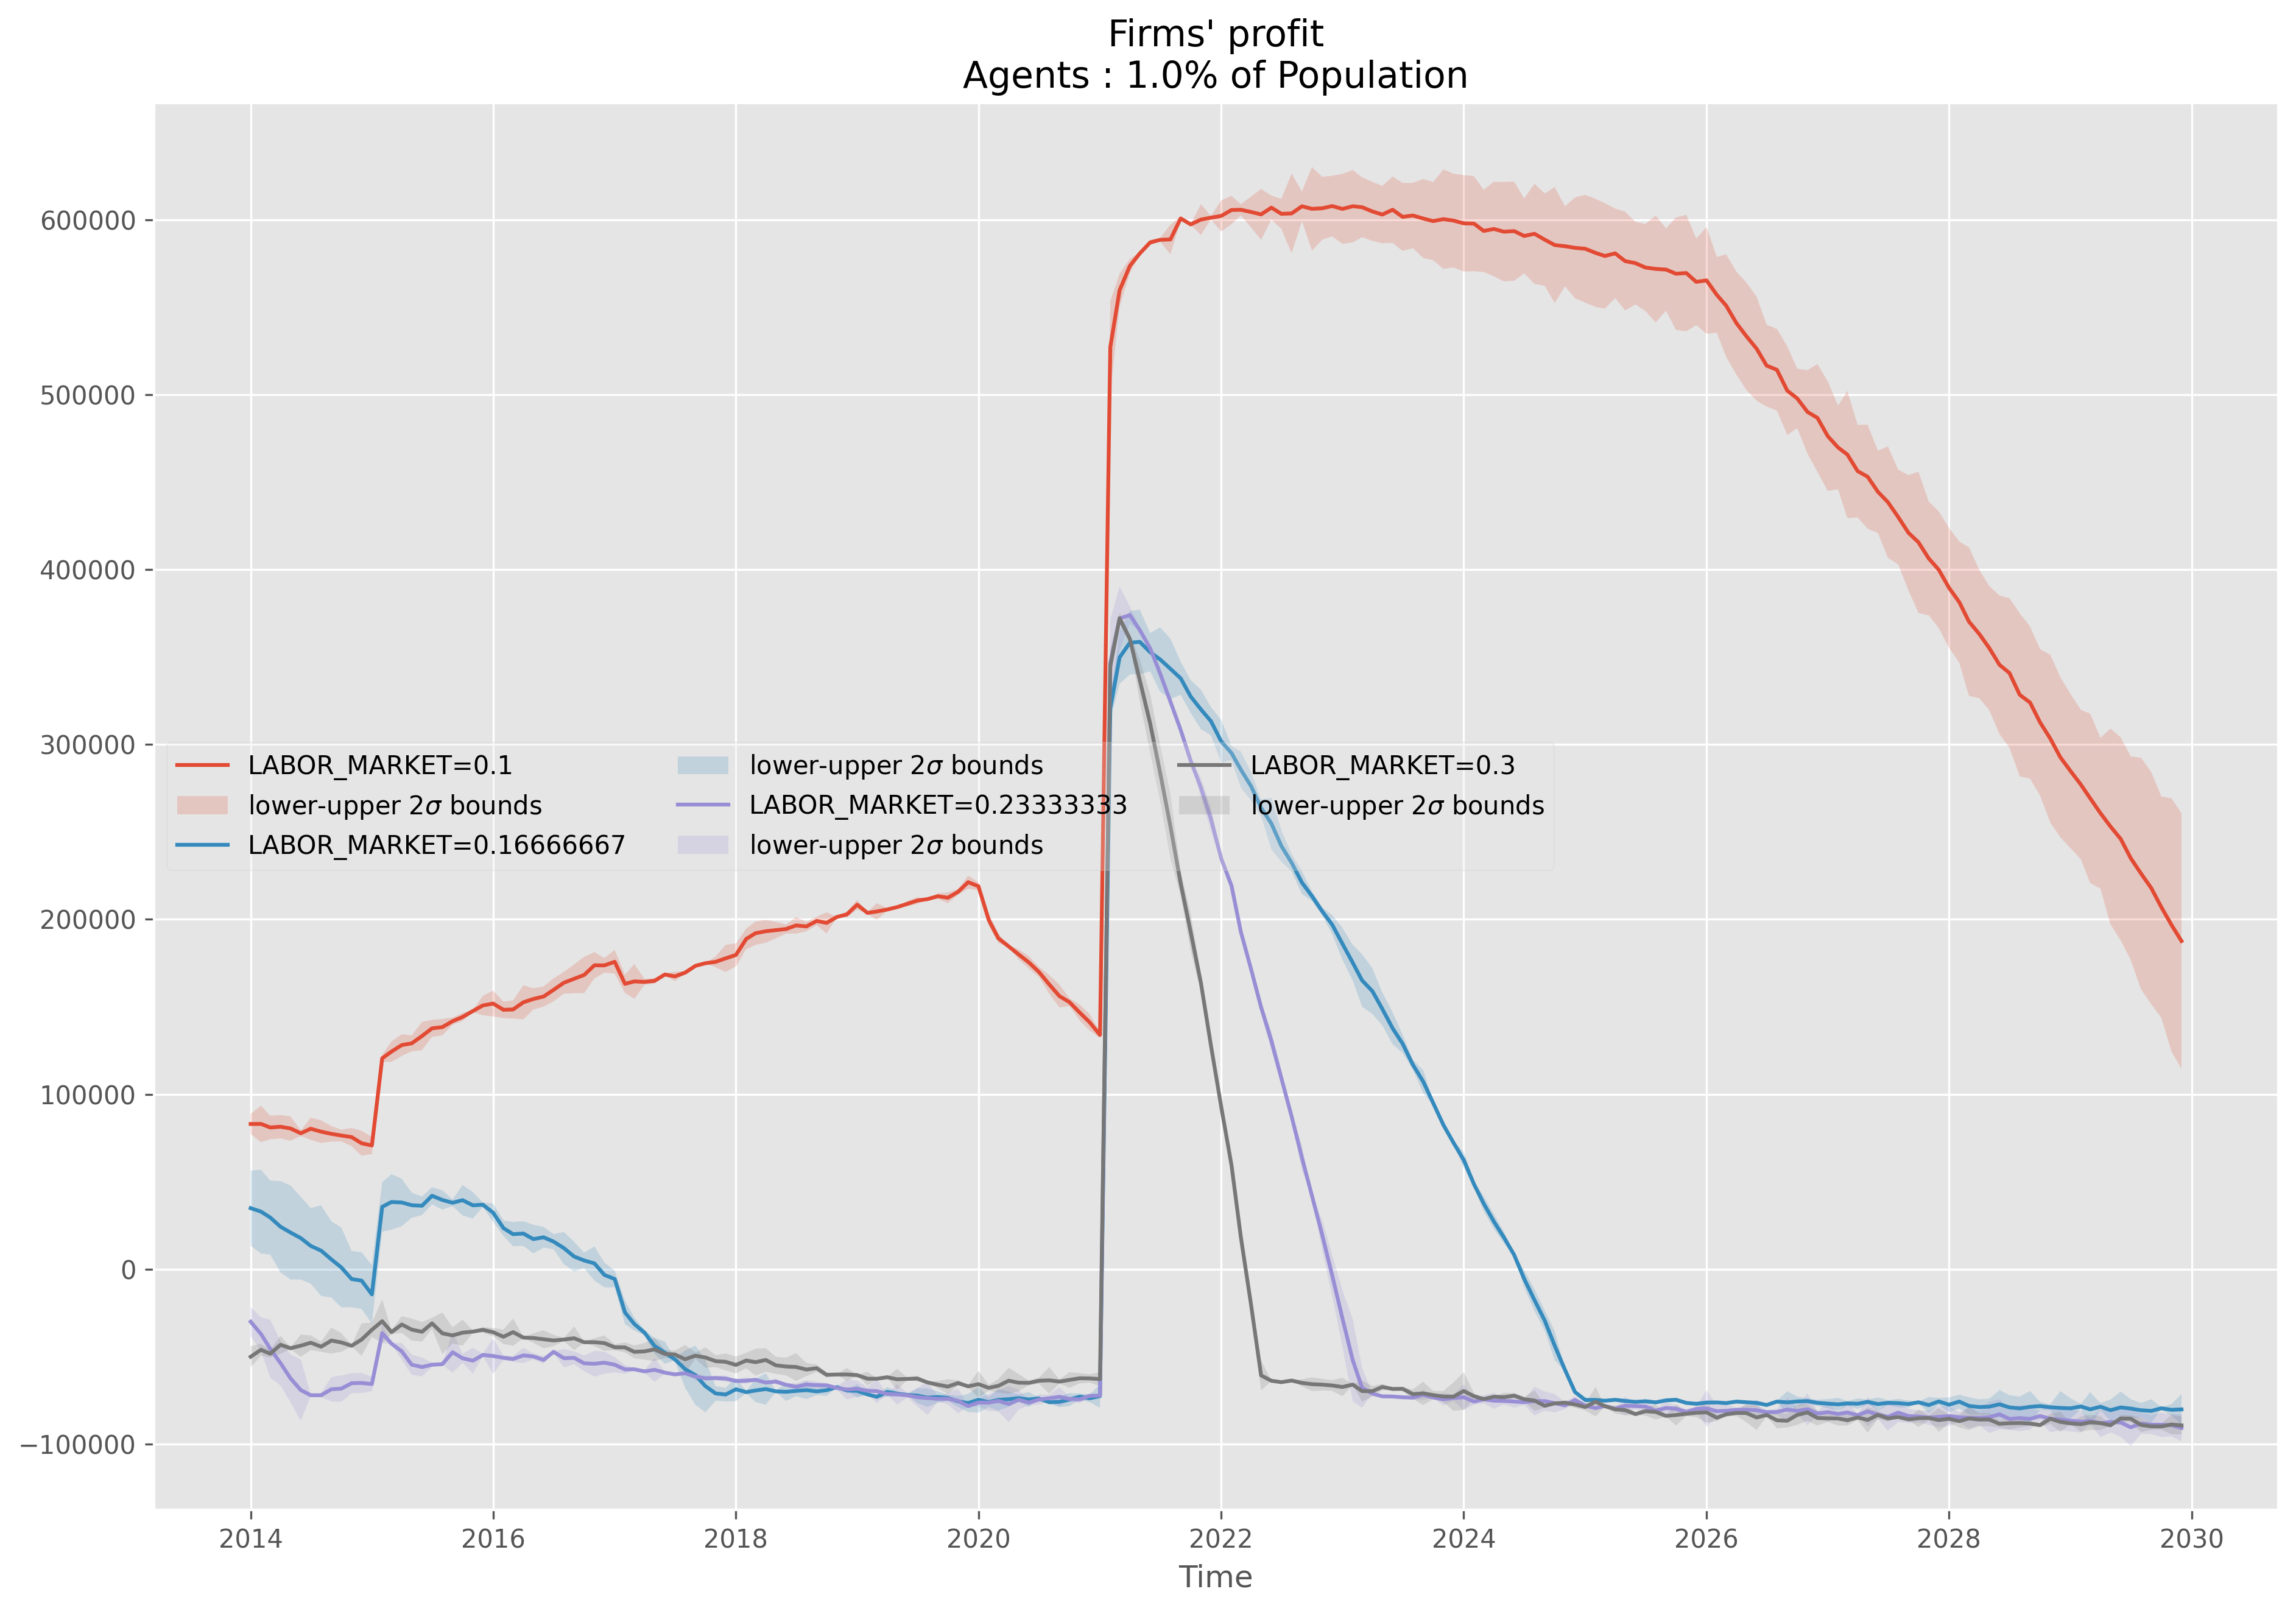 Firms' profit
Agents : 1.0% of Population
600000
500000
400000
300000
200000
100000
0
−100000
LABOR_MARKET=0.1
lower-upper 2σ bounds
LABOR_MARKET=0.16666667
lower-upper 2σ bounds
LABOR_MARKET=0.23333333
lower-upper 2σ bounds
LABOR_MARKET=0.3
lower-upper 2σ bounds
2014 2016 2018 2020 2022 2024 2026 2028 2030
Time